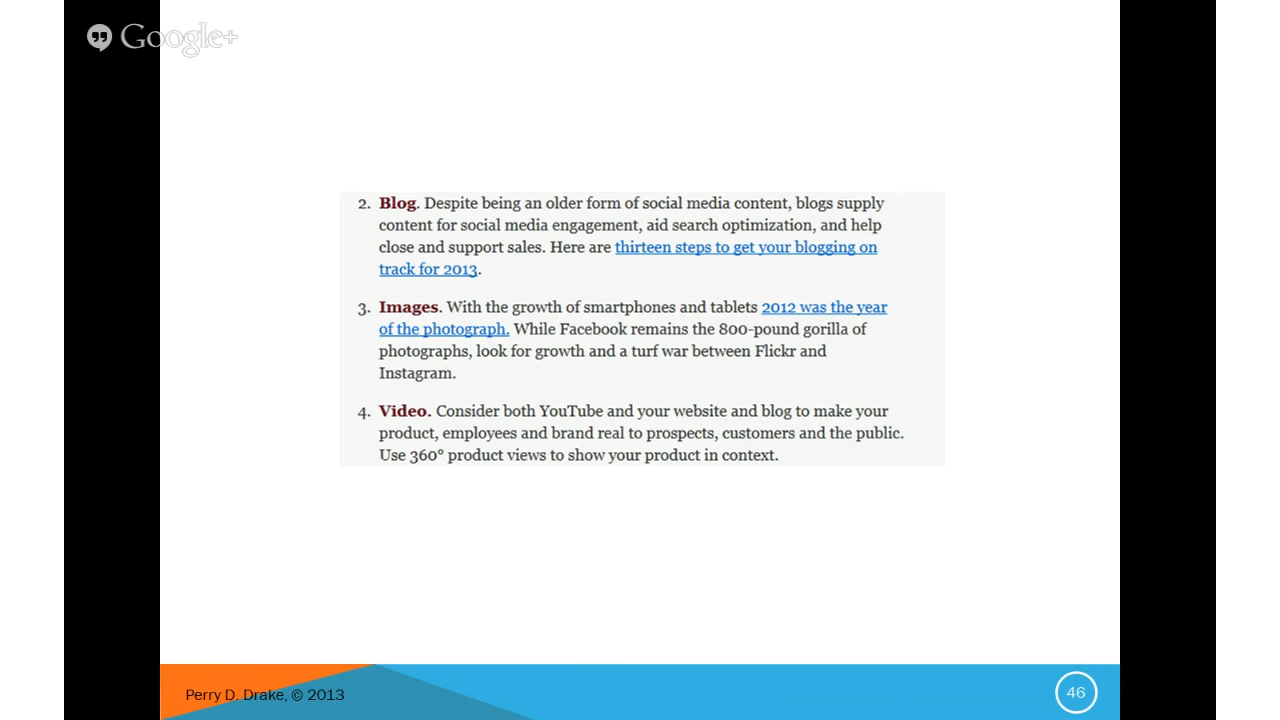 Google+
2. Blog. Despite being an older form of social media content, blogs supply
content for social media engagement, aid search optimization, and help
close and support sales. Here are thirteen steps to get your blogging on
track for 2013.
3. Images. With the growth of smartphones and tablets 2012 was the year
of the photograph. While Facebook remains the 800-pound gorilla of
photographs, look for growth and a turf war between Flickr and
Instagram.
4. Video. Consider both YouTube and your website and blog to make your
product, employees and brand real to prospects, customers and the public.
Use 360° product views to show your product in context.
Perry D. Drake, © 2013
46